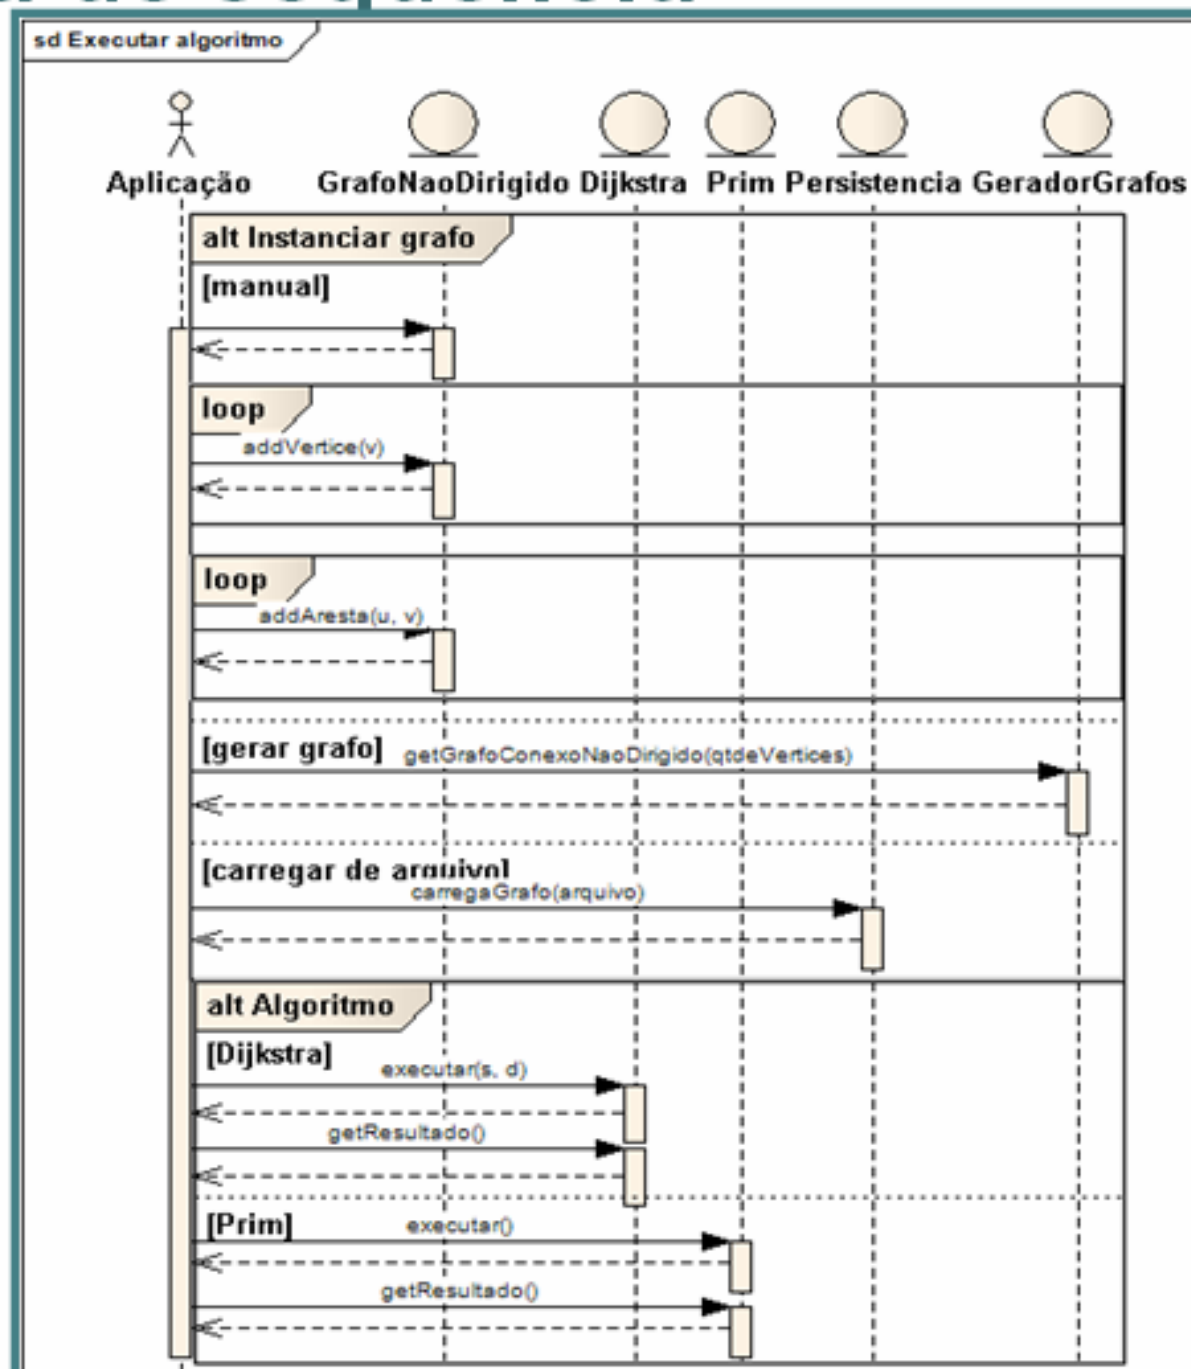 sd Executar algoritmo
Aplicação GrafoNaoDirigido Dijkstra Prim Persistencia GeradorGrafos
alt Instanciar grafo
[manual]
loop
addVertice(v)
loop
addAresta(u, v)
[gerar grafo] getGrafoConexoNaoDirigido(qtdeVertices)
[carregar de arquivo]
carregaGrafo(arquivo)
alt Algoritmo
[Dijkstra]
executar(s, d)
getResultado()
[Prim] executar()
getResultado()